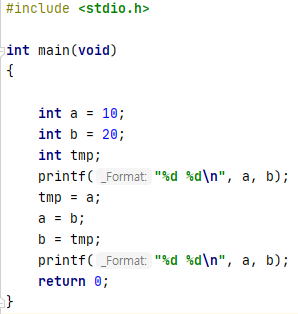 #include <stdio.h>
int main(void)
{
int a = 10;
int b = 20;
int tmp;
printf( _Format: "%d %d\n", a, b);
tmp = a;
a = b;
b = tmp;
printf( _Format: "%d %d\n", a, b);
return 0;
}